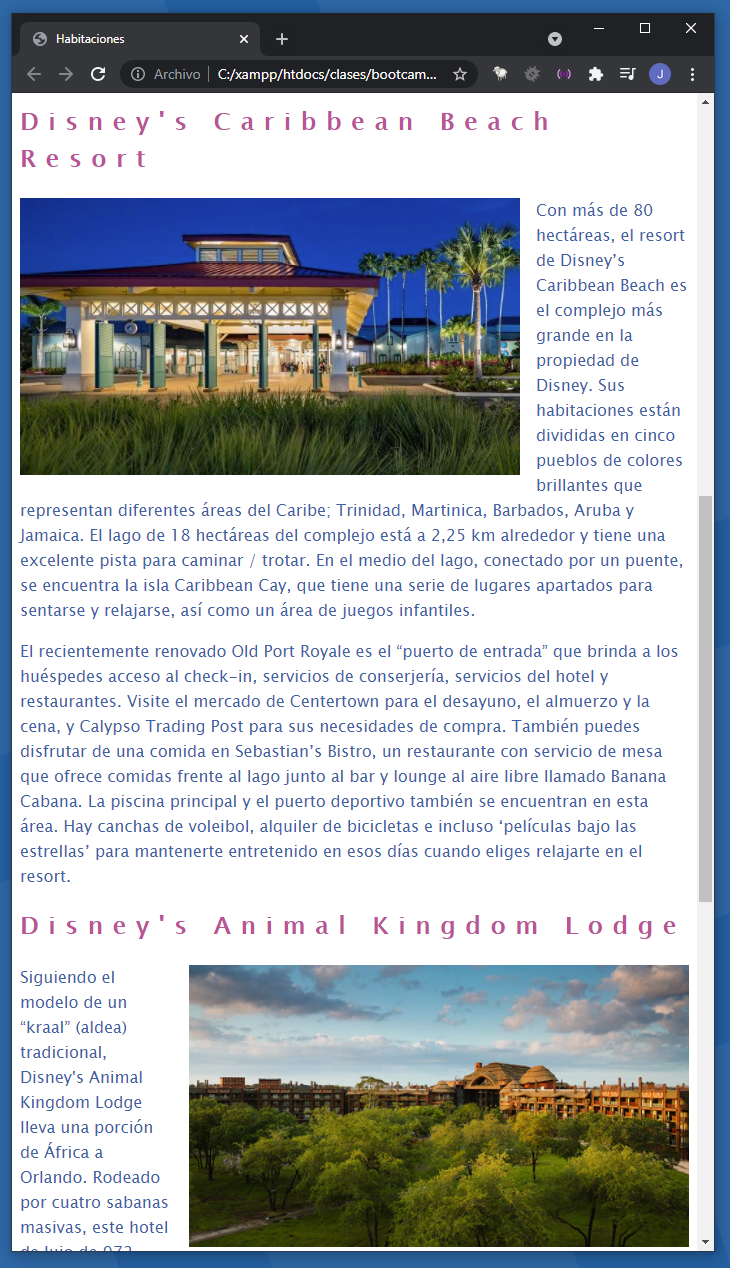 Habitaciones
Archivo
C:/xampp/htdocs/clases/bootcam...
J
Disney's Caribbean Beach
Resort
Con más de 80
hectáreas, el resort
de Disney’s
Caribbean Beach es
el complejo más
grande en la
propiedad de
Disney. Sus
habitaciones están
divididas en cinco
pueblos de colores
brillantes que
representan diferentes áreas del Caribe; Trinidad, Martinica, Barbados, Aruba y
Jamaica. El lago de 18 hectáreas del complejo está a 2,25 km alrededor y tiene una
excelente pista para caminar / trotar. En el medio del lago, conectado por un puente,
se encuentra la isla Caribbean Cay, que tiene una serie de lugares apartados para
sentarse y relajarse, así como un área de juegos infantiles.
El recientemente renovado Old Port Royale es el “puerto de entrada” que brinda a los
huéspedes acceso al check-in, servicios de conserjería, servicios del hotel y
restaurantes. Visite el mercado de Centertown para el desayuno, el almuerzo y la
cena, y Calypso Trading Post para sus necesidades de compra. También puedes
disfrutar de una comida en Sebastian’s Bistro, un restaurante con servicio de mesa
que ofrece comidas frente al lago junto al bar y lounge al aire libre llamado Banana
Cabana. La piscina principal y el puerto deportivo también se encuentran en esta
área. Hay canchas de voleibol, alquiler de bicicletas e incluso ‘películas bajo las
estrellas’ para mantenerte entretenido en esos días cuando eliges relajarte en el
resort.
Disney's Animal Kingdom Lodge
Siguiendo el
modelo de un
“kraal” (aldea)
tradicional,
Disney's Animal
Kingdom Lodge
lleva una porción
de África a
Orlando. Rodeado
por cuatro sabanas
masivas, este hotel
de lujo de 972